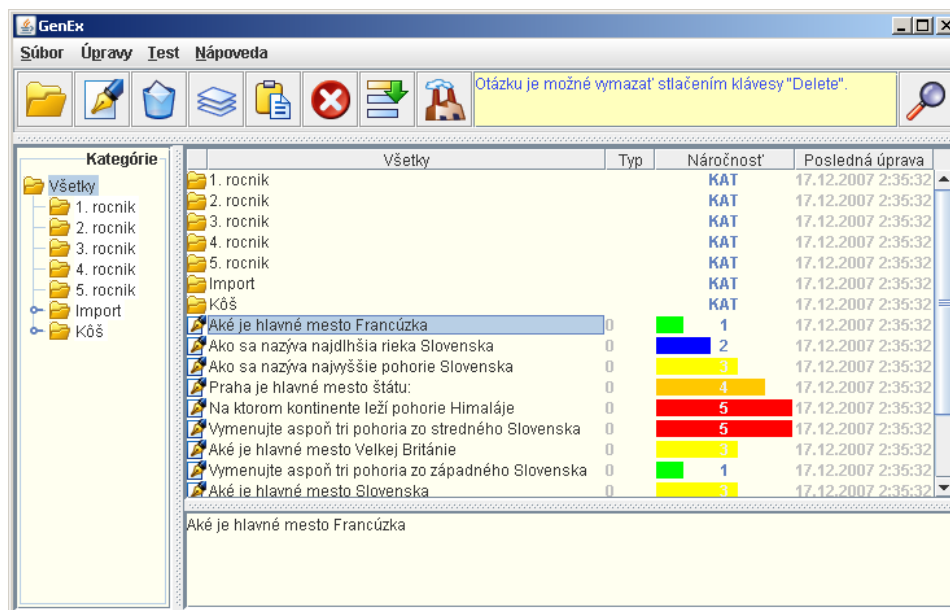 GenEx
Súbor Úpravy Test Nápoveda
Otázku je možné vymazať stlačením klávesy "Delete".
Kategórie
Všetky
1. rocnik
2. rocnik
3. rocnik
4. rocnik
5. rocnik
Import
Kôš
Všetky Typ Náročnosť Posledná úprava
1. rocnik KAT 17.12.2007 2:35:32
2. rocnik KAT 17.12.2007 2:35:32
3. rocnik KAT 17.12.2007 2:35:32
4. rocnik KAT 17.12.2007 2:35:32
5. rocnik KAT 17.12.2007 2:35:32
Import KAT 17.12.2007 2:35:32
Kôš KAT 17.12.2007 2:35:32
Aké je hlavné mesto Francúzka 0 1 17.12.2007 2:35:32
Ako sa nazýva najdlhšia rieka Slovenska 0 2 17.12.2007 2:35:32
Ako sa nazýva najvyššie pohorie Slovenska 0 3 17.12.2007 2:35:32
Praha je hlavné mesto štátu: 0 4 17.12.2007 2:35:32
Na ktorom kontinente leží pohorie Himaláje 0 5 17.12.2007 2:35:32
Vymenujte aspoň tri pohoria zo stredného Slovenska 0 5 17.12.2007 2:35:32
Aké je hlavné mesto Velkej Británie 0 3 17.12.2007 2:35:32
Vymenujte aspoň tri pohoria zo západného Slovenska 0 1 17.12.2007 2:35:32
Aké je hlavné mesto Slovenska 0 3 17.12.2007 2:35:32
Aké je hlavné mesto Francúzka